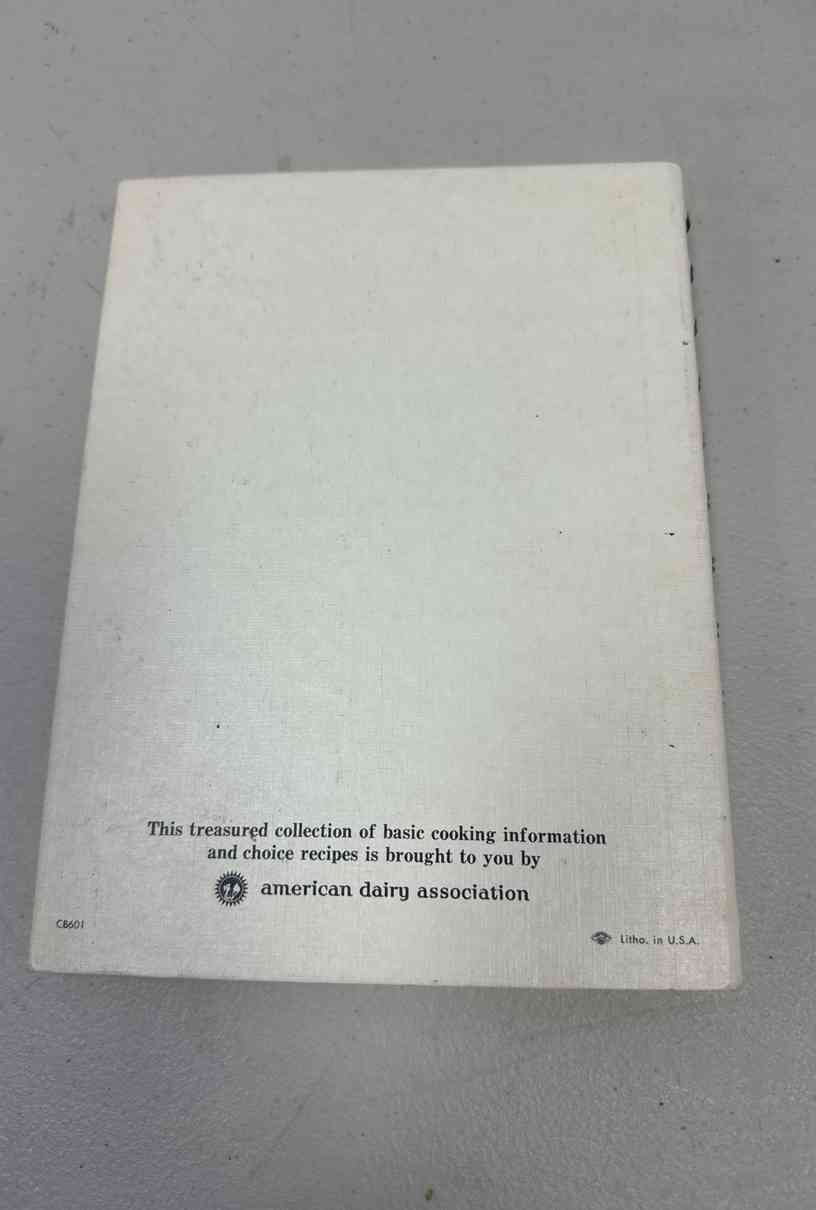 This treasured collection of basic cooking information
and choice recipes is brought to you by
american dairy association
CB601
Litho. in U.S.A.